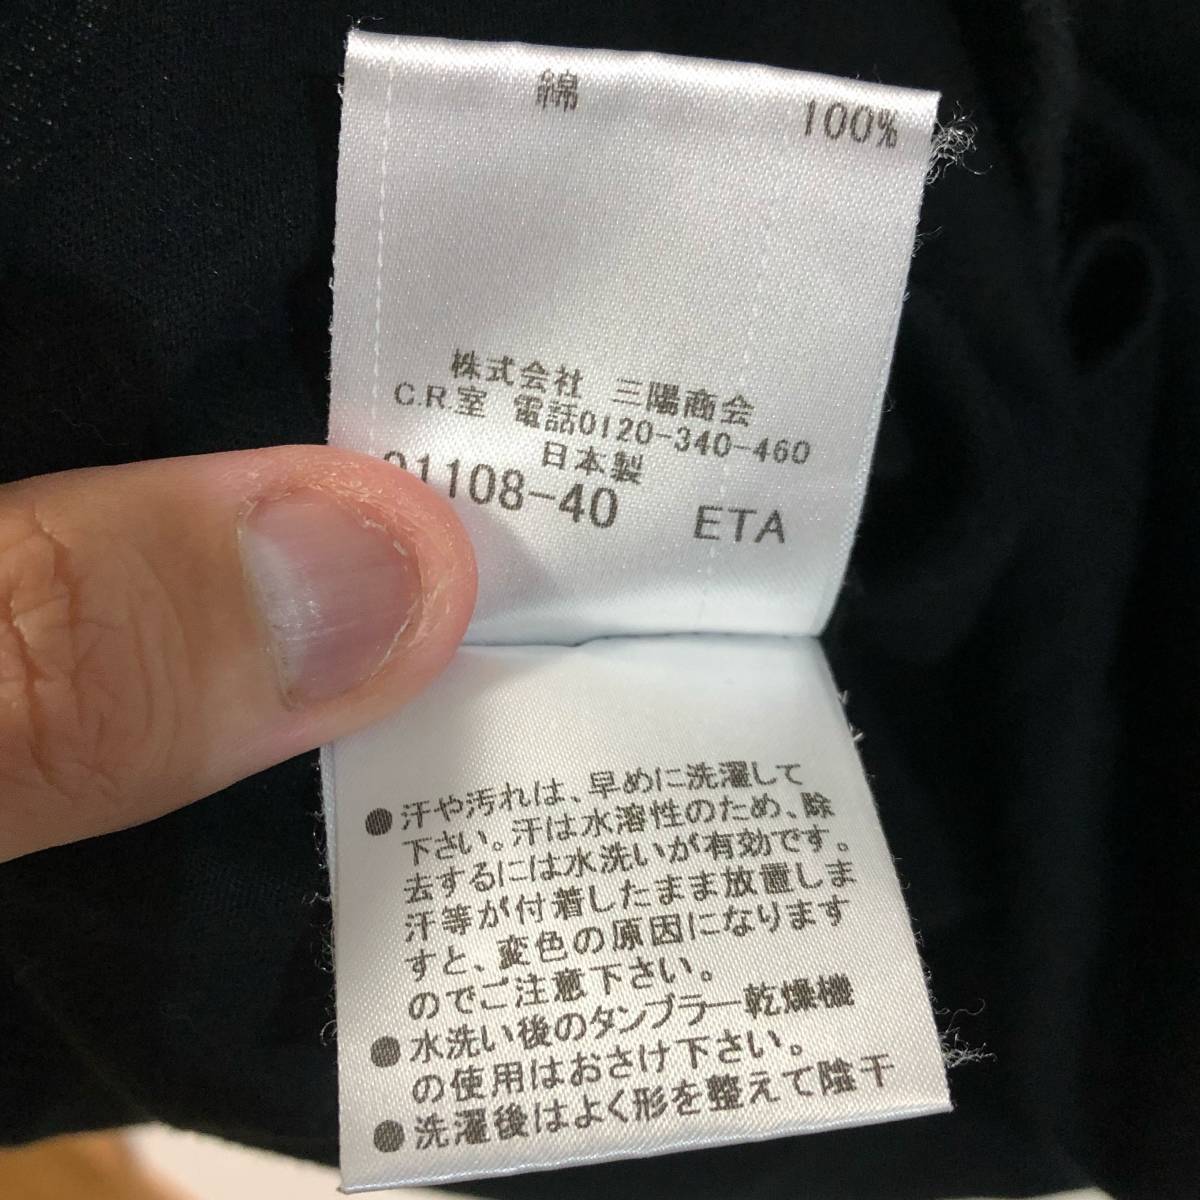 綿 100%
株式会社 三陽商会
C.R.室 電話0120-340-460
日本製
1108-40 ETA
●汗や汚れは、早めに洗濯して
下さい。汗は水溶性のため、除
去するには水洗いが有効です。
汗等が付着したまま放置しま
すと、変色の原因になります
のでご注意下さい。
●水洗い後のタンブラー乾燥機
の使用はおさけ下さい。
●洗濯後はよく形を整えて陰干